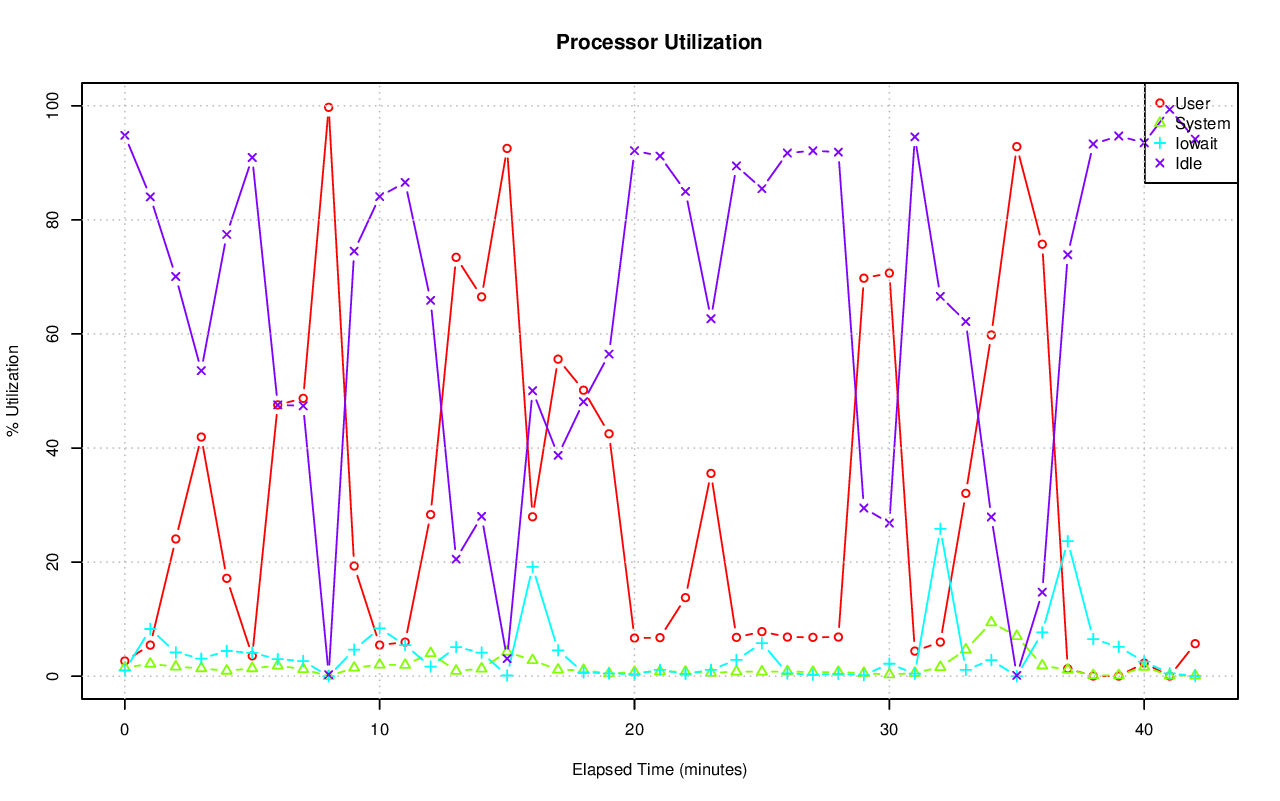 Processor Utilization
100
80
60
40
20
0
% Utilization
User
System
Iowait
Idle
0 10 20 30 40
Elapsed Time (minutes)